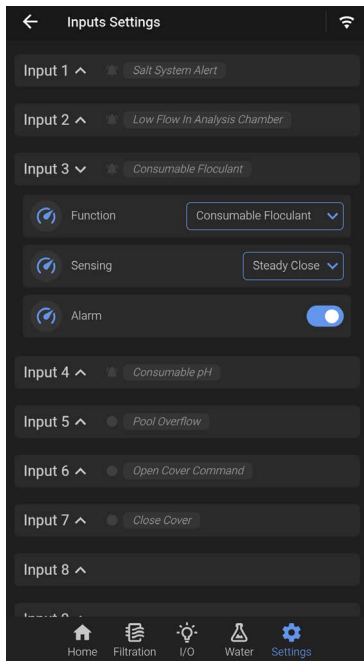 Inputs Settings
Input 1 Salt System Alert
Input 2 Low Flow In Analysis Chamber
Input 3 Consumable Floculant
Function Consumable Floculant
Sensing Steady Close
Alarm
Input 4 Consumable pH
Input 5 Pool Overflow
Input 6 Open Cover Command
Input 7 Close Cover
Input 8
Home Filtration I/O Water Settings